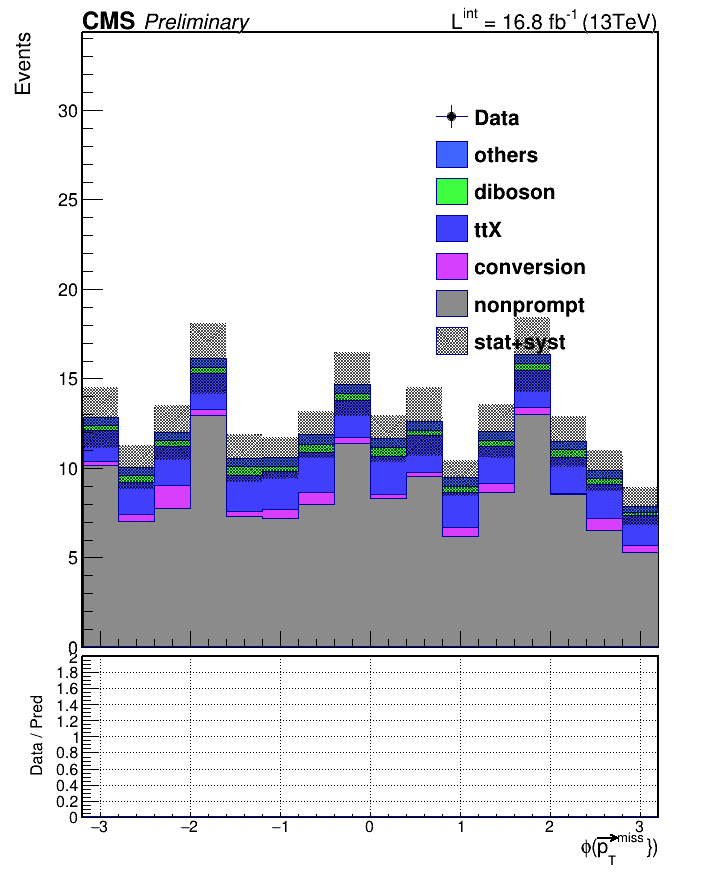 CMS Preliminary
L^int = 16.8 fb^-1 (13TeV)
Events
30
25
20
15
10
5
0
Data
others
diboson
ttX
conversion
nonprompt
stat+syst
Data / Pred
2
1.8
1.6
1.4
1.2
1
0.8
0.6
0.4
0.2
0
−3 −2 −1 0 1 2 3
ϕ(p⃗_T^miss})